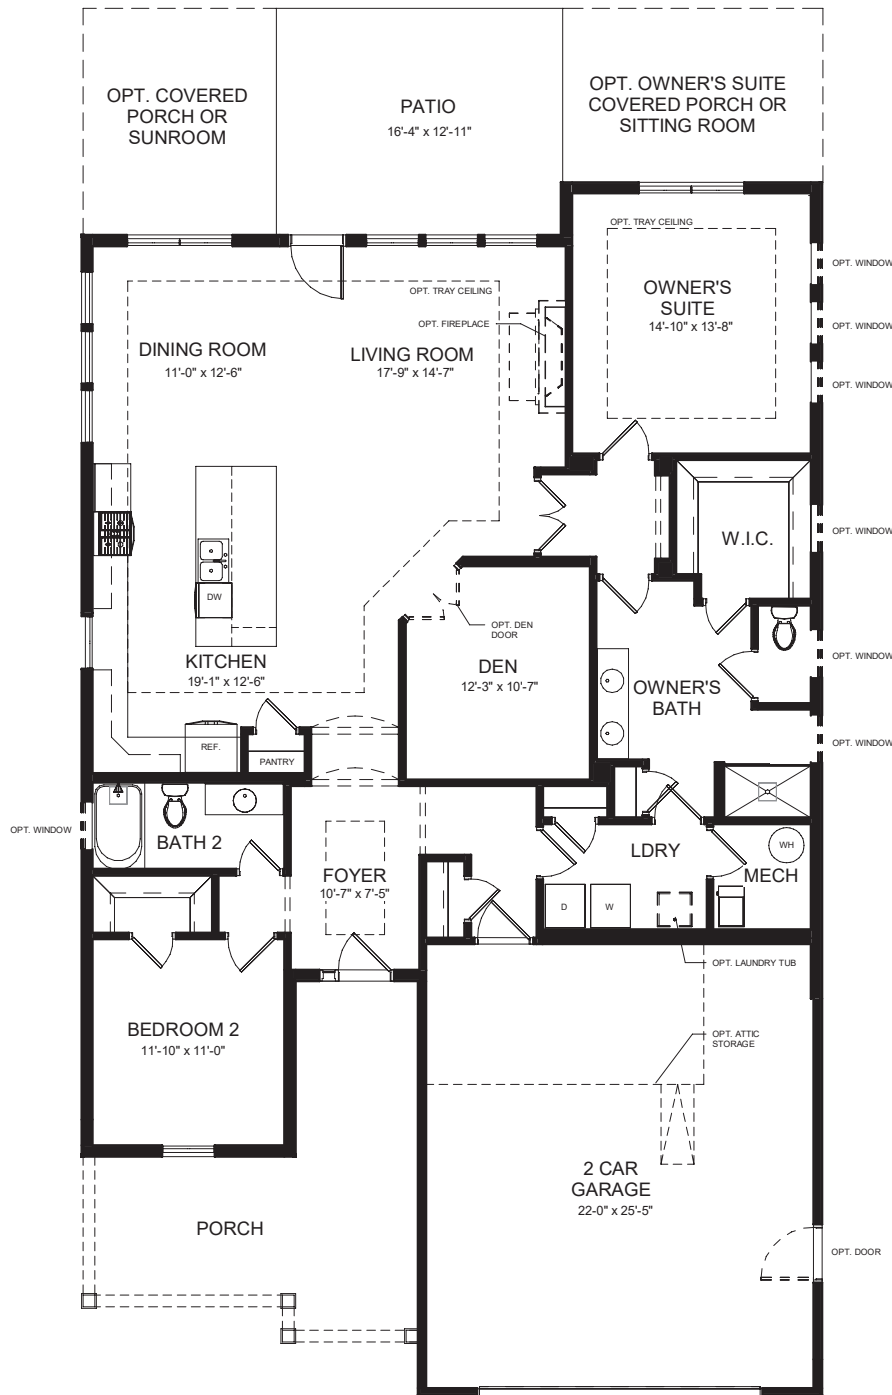 OPT. COVERED
PORCH OR
SUNROOM
PATIO
16'-4" x 12'-11"
OPT. OWNER'S SUITE
COVERED PORCH OR
SITTING ROOM
OPT. TRAY CEILING
OPT. WINDOW
OPT. TRAY CEILING
OWNER'S
SUITE
14'-10" x 13'-8"
OPT. FIREPLACE
OPT. WINDOW
DINING ROOM
11'-0" x 12'-6"
LIVING ROOM
17'-9" x 14'-7"
OPT. WINDOW
W.I.C.
OPT. WINDOW
DW
OPT. DEN
DOOR
KITCHEN
19'-1" x 12'-6"
DEN
12'-3" x 10'-7"
OWNER'S
BATH
OPT. WINDOW
REF.
PANTRY
OPT. WINDOW
OPT. WINDOW
BATH 2
FOYER
10'-7" x 7'-5"
LDRY
WH
MECH
D
W
OPT. LAUNDRY TUB
BEDROOM 2
11'-10" x 11'-0"
OPT. ATTIC
STORAGE
2 CAR
GARAGE
22-0" x 25'-5"
PORCH
OPT. DOOR